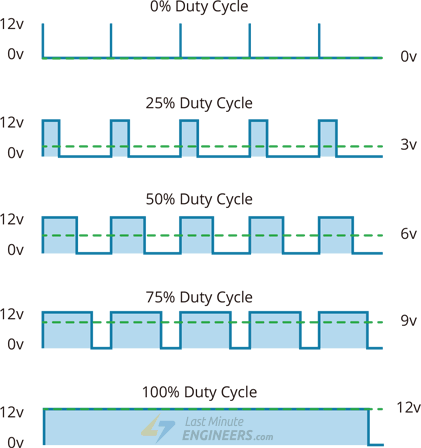 0% Duty Cycle
12v
0v
0v
25% Duty Cycle
12v
3v
0v
50% Duty Cycle
12v
6v
0v
75% Duty Cycle
12v
9v
0v
100% Duty Cycle
12v
12v
Last Minute
ENGINEERS.com
0v